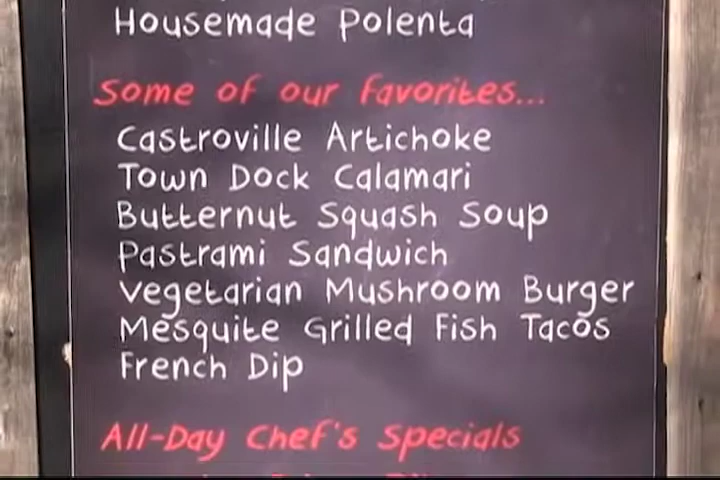 Housemade Polenta
Some of our favorites...
Castroville Artichoke
Town Dock Calamari
Butternut Squash Soup
Pastrami Sandwich
Vegetarian Mushroom Burger
Mesquite Grilled Fish Tacos
French Dip
All-Day Chef's Specials